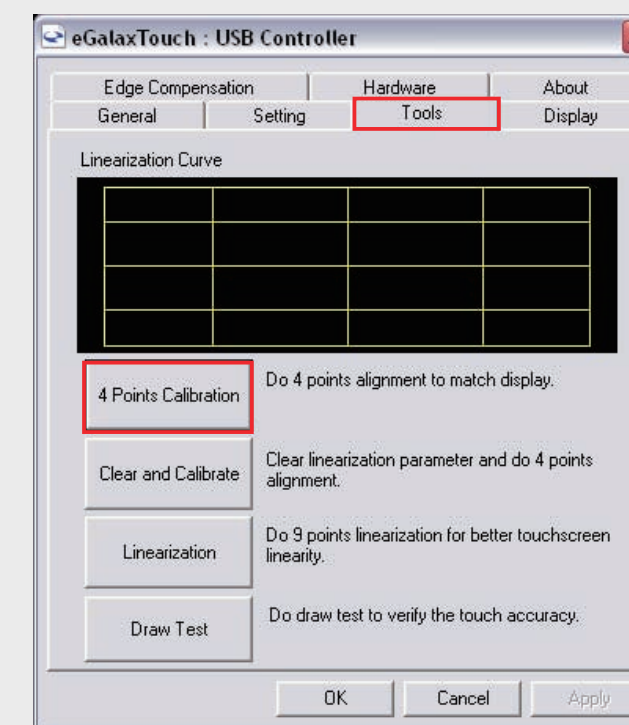 eGalaxTouch : USB Controller
Edge Compensation Hardware About
General Setting Tools Display
Linearization Curve
4 Points Calibration
Do 4 points alignment to match display.
Clear and Calibrate
Clear linearization parameter and do 4 points
alignment.
Linearization
Do 9 points linearization for better touchscreen
linearity.
Draw Test
Do draw test to verify the touch accuracy.
OK Cancel Apply